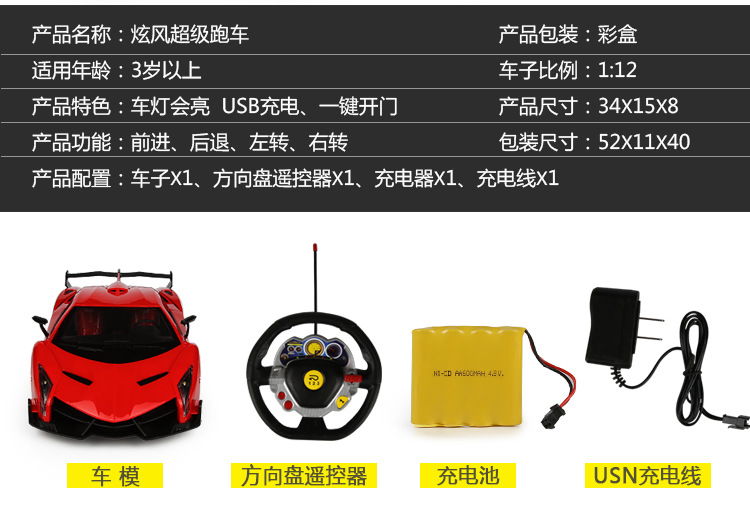 产品名称：炫风超级跑车 产品包装：彩盒
适用年龄：3岁以上 车子比例：1:12
产品特色：车灯会亮 USB充电、一键开门 产品尺寸：34X15X8
产品功能：前进、后退、左转、右转 包装尺寸：52X11X40
产品配置：车子X1、方向盘遥控器X1、充电器X1、充电线X1
NI-CD AA600MAH 4.8V.
车 模 方向盘遥控器 充电池 USN充电线